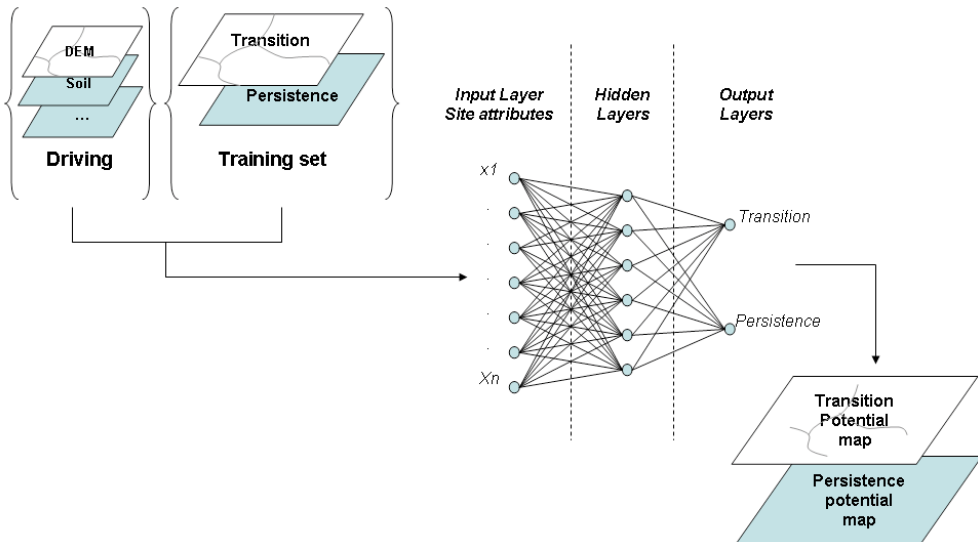 DEM
Soil
...
Driving
Transition
Persistence
Training set
Input Layer
Site attributes
Hidden
Layers
Output
Layers
x1
.
.
.
.
.
Xn
Transition
Persistence
Transition
Potential
map
Persistence
potential
map